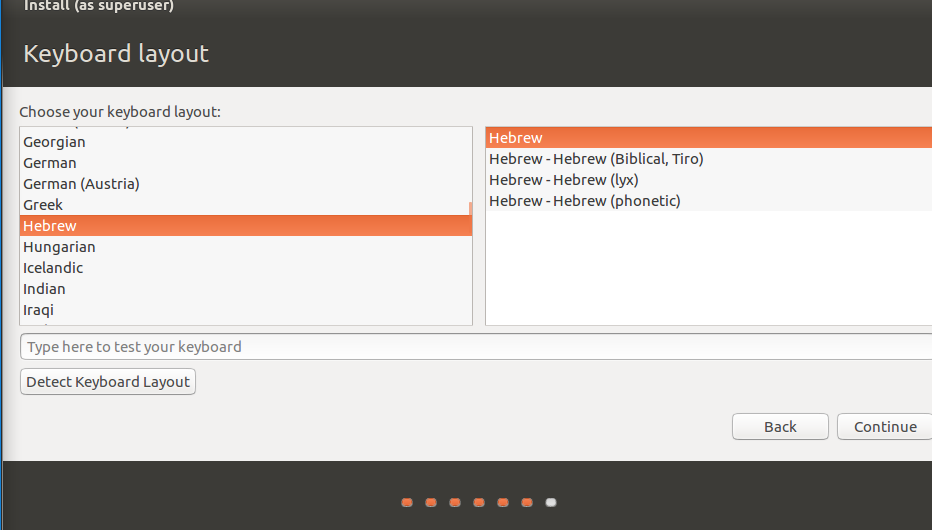 Install (as superuser)
Keyboard layout
Choose your keyboard layout:
Georgian
German
German (Austria)
Greek
Hebrew
Hungarian
Icelandic
Indian
Iraqi
Hebrew
Hebrew - Hebrew (Biblical, Tiro)
Hebrew - Hebrew (lyx)
Hebrew - Hebrew (phonetic)
Type here to test your keyboard
Detect Keyboard Layout
Back
Continue